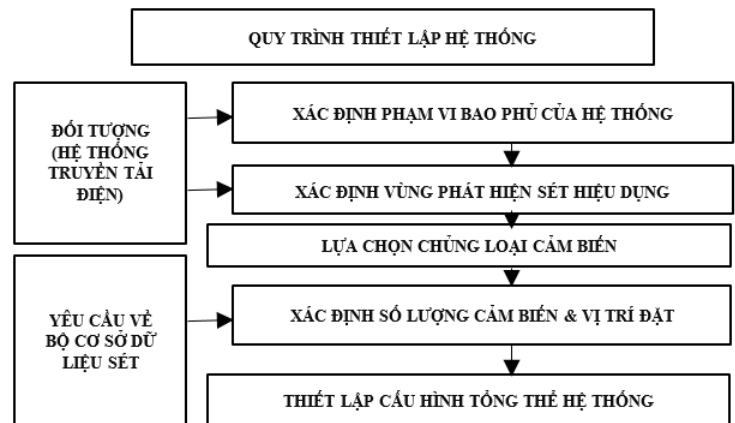 QUY TRÌNH THIẾT LẬP HỆ THỐNG
ĐỐI TƯỢNG
(HỆ THỐNG
TRUYỀN TẢI
ĐIỆN)
XÁC ĐỊNH PHẠM VI BAO PHỦ CỦA HỆ THỐNG
XÁC ĐỊNH VÙNG PHÁT HIỆN SÉT HIỆU DỤNG
LỰA CHỌN CHỦNG LOẠI CẢM BIẾN
YÊU CẦU VỀ
BỘ CƠ SỞ DỮ
LIỆU SÉT
XÁC ĐỊNH SỐ LƯỢNG CẢM BIẾN & VỊ TRÍ ĐẶT
THIẾT LẬP CẤU HÌNH TỔNG THỂ HỆ THỐNG